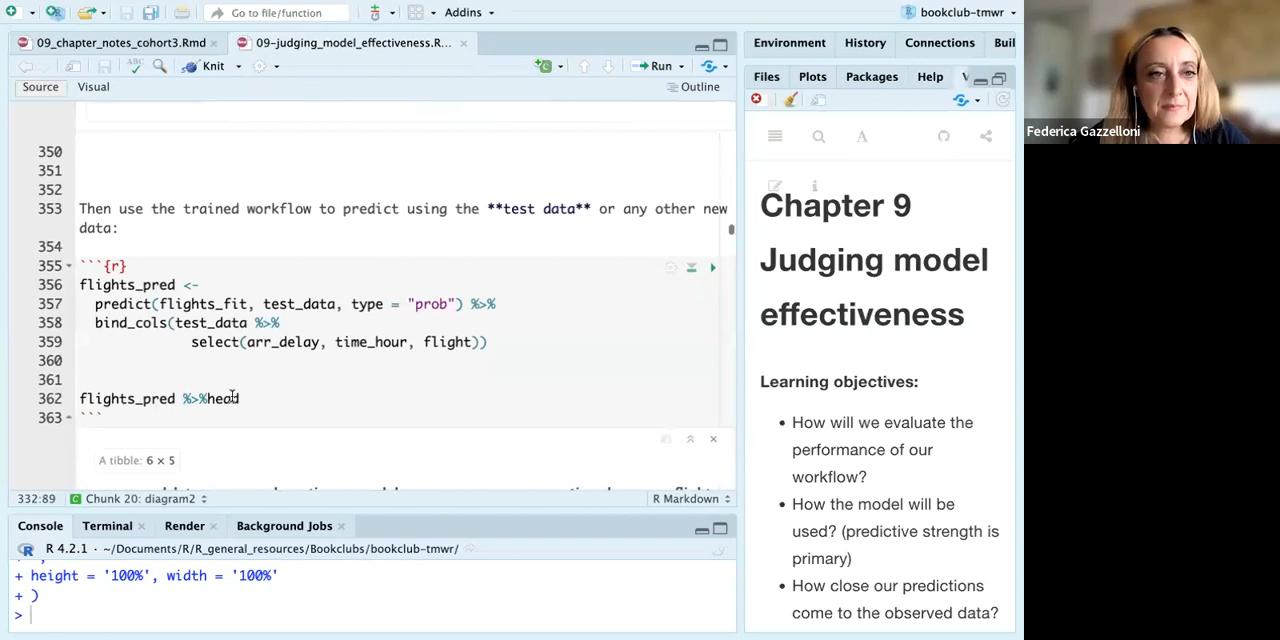 Go to file/function
Addins
bookclub-tmwr
09_chapter_notes_cohort3.Rmd
09-judging_model_effectiveness.R...
Environment
History
Connections
Buil
ABC
Knit
Run
Files
Plots
Packages
Help
V
Source
Visual
Outline
Federica Gazzelloni
350
351
352
353 Then use the trained workflow to predict using the **test data** or any other new
data:
354
355 ```{r}
356 flights_pred <-
357 predict(flights_fit, test_data, type = "prob") %>%
358 bind_cols(test_data %>%
359 select(arr_delay, time_hour, flight))
360
361
362 flights_pred %>%head
363 ```
A tibble: 6 × 5
332:89
Chunk 20: diagram2
R Markdown
Console
Terminal
Render
Background Jobs
R 4.2.1 · ~/Documents/R/R_general_resources/Bookclubs/bookclub-tmwr/
+ height = '100%', width = '100%'
+ )
>
A
Chapter 9
Judging model
effectiveness
Learning objectives:
• How will we evaluate the
performance of our
workflow?
• How the model will be
used? (predictive strength is
primary)
• How close our predictions
come to the observed data?